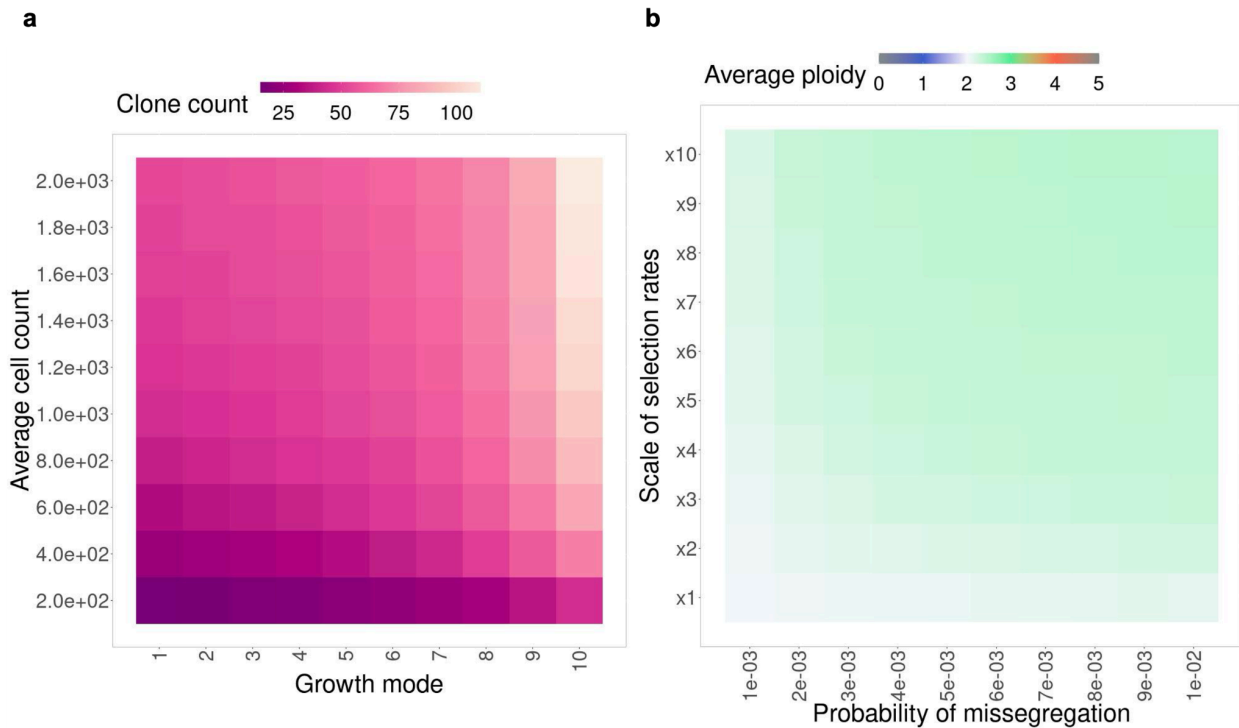 a
Clone count
25 50 75 100
Average cell count
2.0e+03
1.8e+03
1.6e+03
1.4e+03
1.2e+03
1.0e+03
8.0e+02
6.0e+02
4.0e+02
2.0e+02
1 2 3 4 5 6 7 8 9 10
Growth mode
b
Average ploidy
0 1 2 3 4 5
Scale of selection rates
x10
x9
x8
x7
x6
x5
x4
x3
x2
x1
1e-03 2e-03 3e-03 4e-03 5e-03 6e-03 7e-03 8e-03 9e-03 1e-02
Probability of missegregation